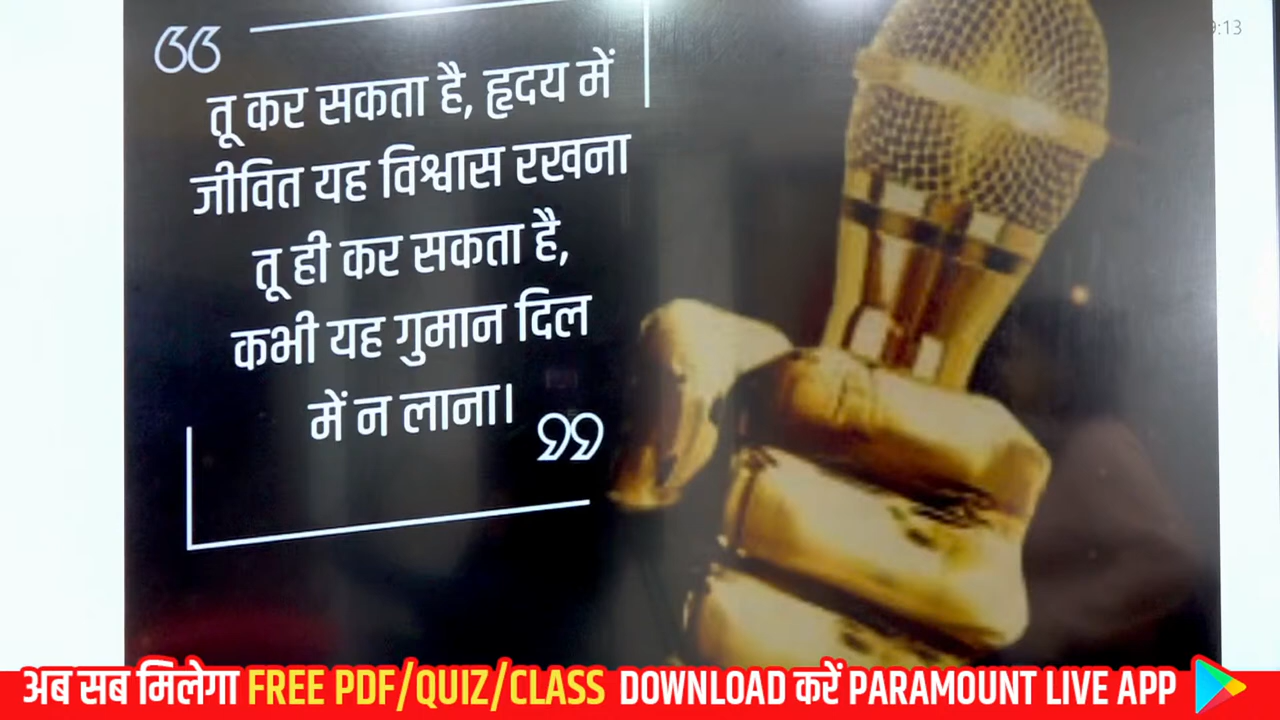 तू कर सकता है, हृदय में
जीवित यह विश्वास रखना
तू ही कर सकता है,
कभी यह गुमान दिल
में न लाना।
अब सब मिलेगा FREE PDF/QUIZ/CLASS DOWNLOAD करें PARAMOUNT LIVE APP